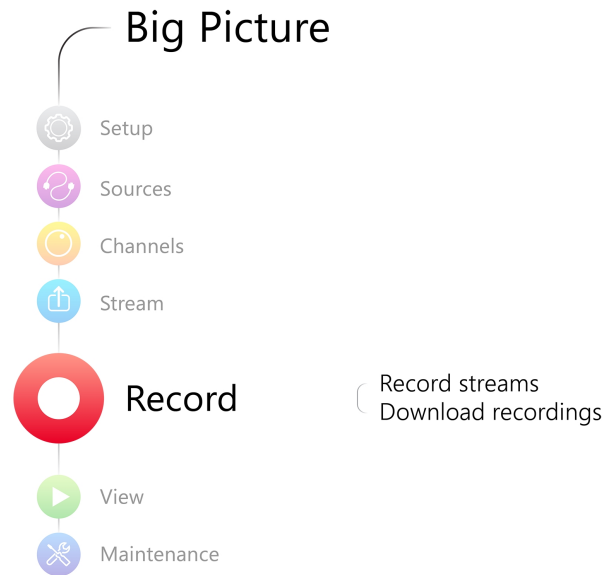 Big Picture
Setup
Sources
Channels
Stream
Record
Record streams
Download recordings
View
Maintenance